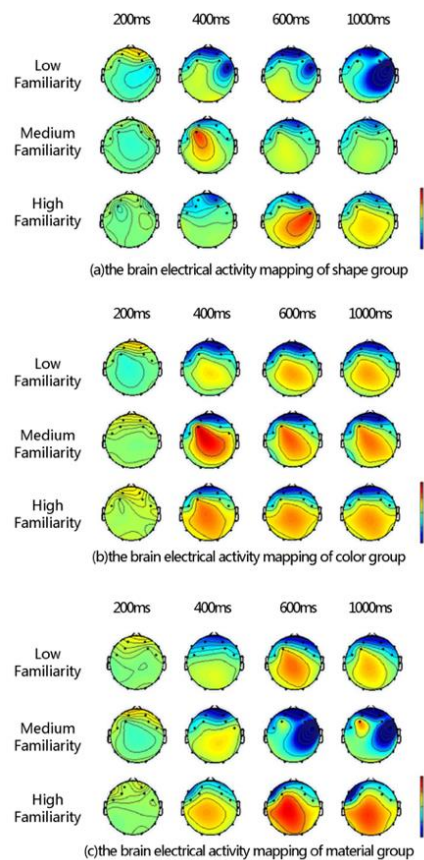 200ms 400ms 600ms 1000ms
Low
Familiarity
Medium
Familiarity
High
Familiarity
(a)the brain electrical activity mapping of shape group
200ms 400ms 600ms 1000ms
Low
Familiarity
Medium
Familiarity
High
Familiarity
(b)the brain electrical activity mapping of color group
200ms 400ms 600ms 1000ms
Low
Familiarity
Medium
Familiarity
High
Familiarity
(c)the brain electrical activity mapping of material group